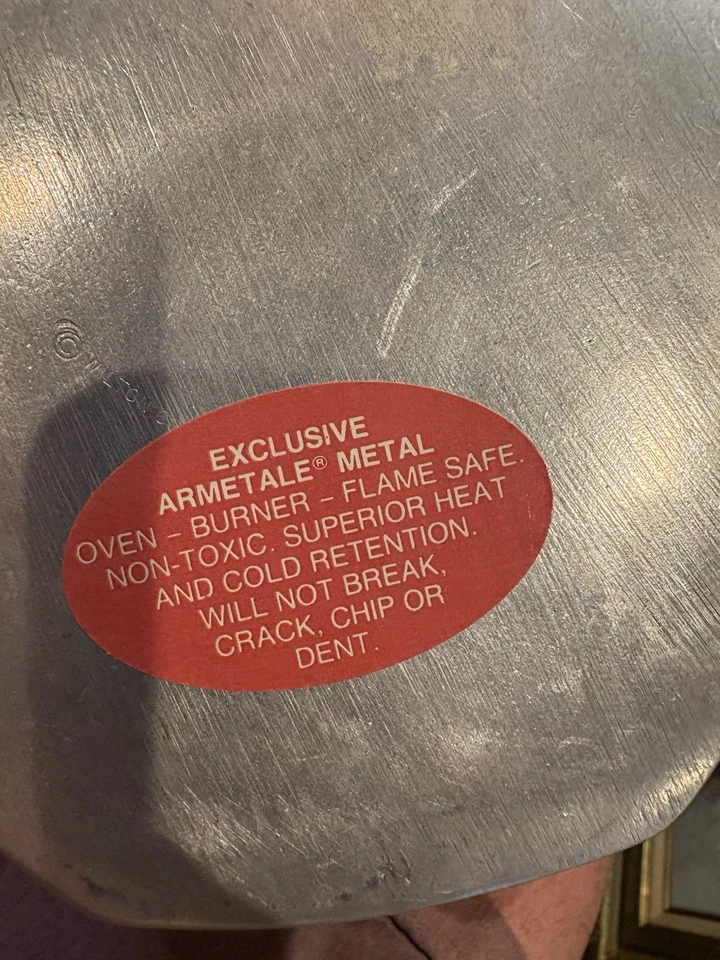 ©
EXCLUSIVE
ARMETALE® METAL
OVEN - BURNER - FLAME SAFE.
NON-TOXIC. SUPERIOR HEAT
AND COLD RETENTION.
WILL NOT BREAK,
CRACK, CHIP OR
DENT.